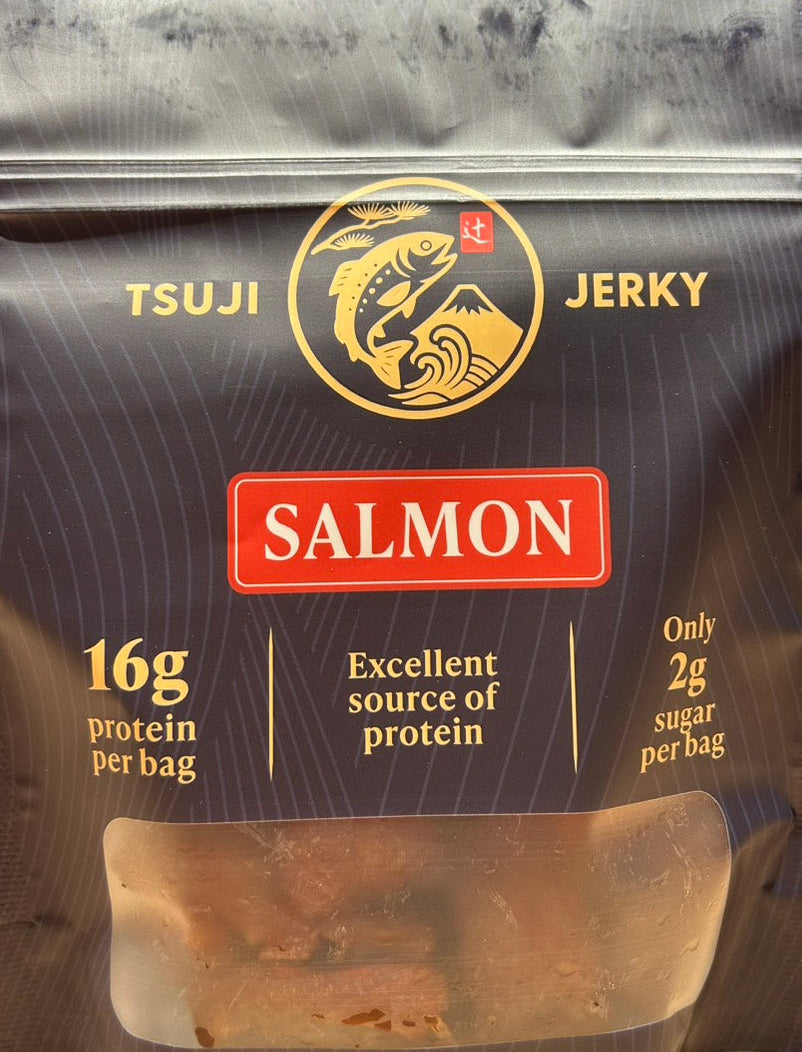 辻
TSUJI JERKY
SALMON
16g
protein
per bag
Excellent
source of
protein
Only
2g
sugar
per bag